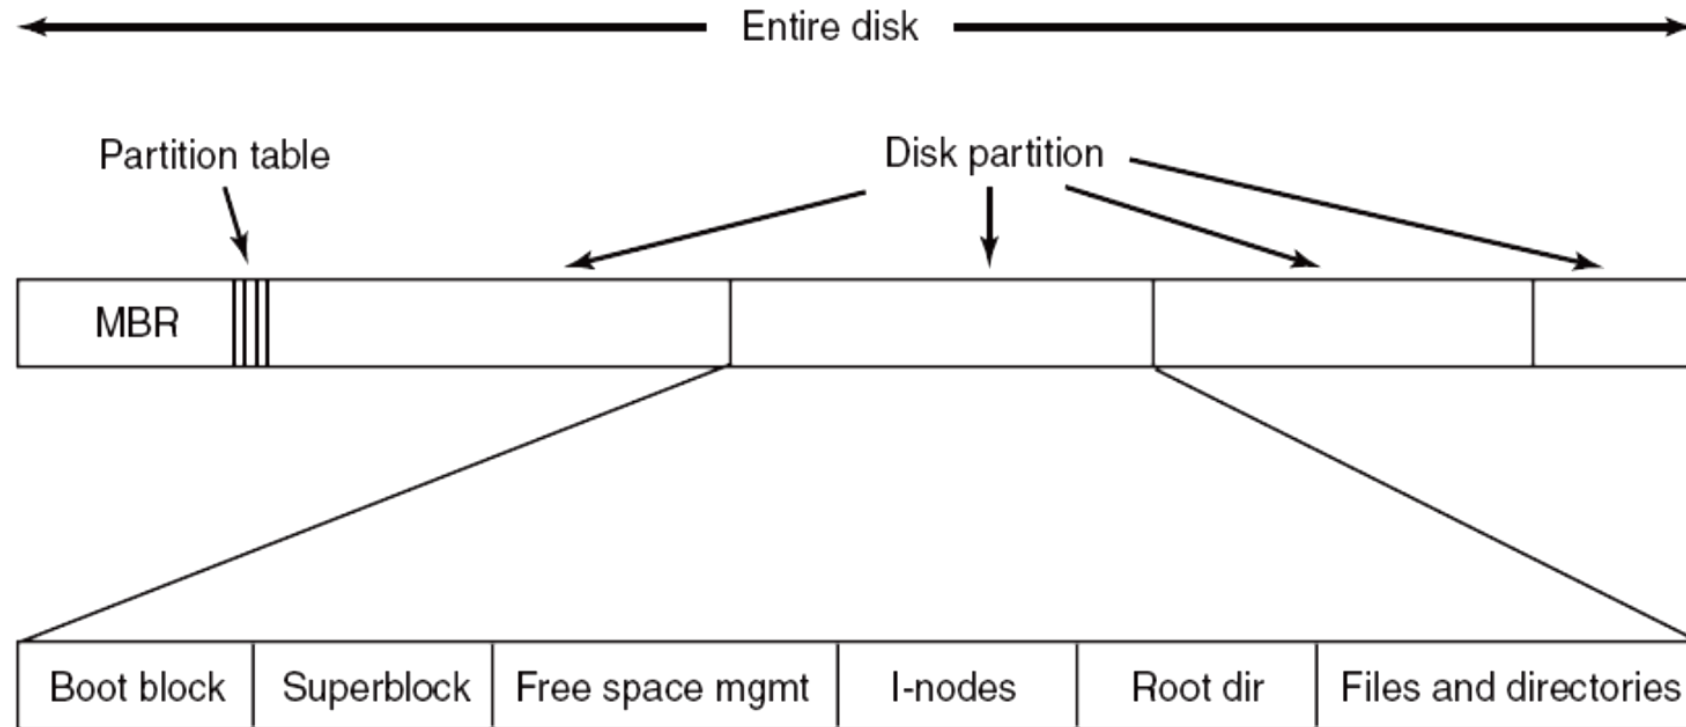 Entire disk
Partition table
Disk partition
MBR
Boot block
Superblock
Free space mgmt
I-nodes
Root dir
Files and directories